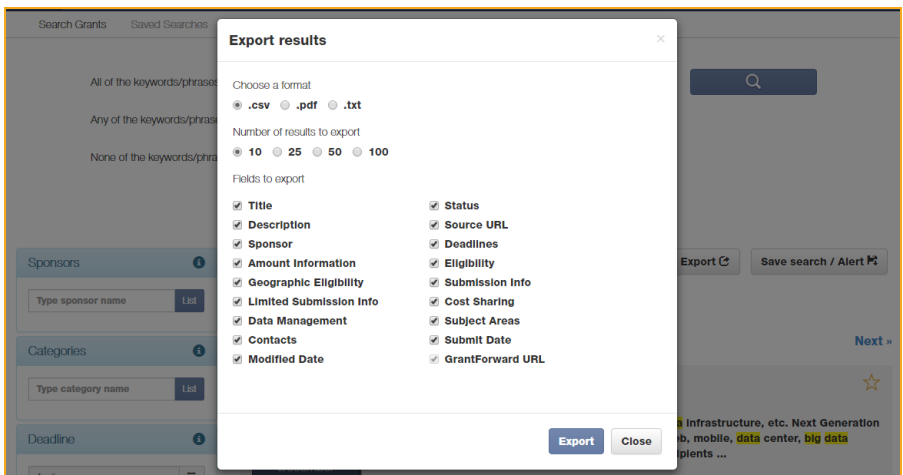 Search Grants Saved Searches
Export results ×
All of the keywords/phrases
Any of the keywords/phras
None of the keywords/phra
Choose a format
.csv .pdf .txt
Number of results to export
10 25 50 100
Fields to export
Title Status
Description Source URL
Sponsor Deadlines
Amount Information Eligibility
Geographic Eligibility Submission Info
Limited Submission Info Cost Sharing
Data Management Subject Areas
Contacts Submit Date
Modified Date GrantForward URL
Export Close
Sponsors
Type sponsor name List
Categories
Type category name List
Deadline
Export Save search / Alert
Next »
a infrastructure, etc. Next Generation
eb, mobile, data center, big data
ipients ...